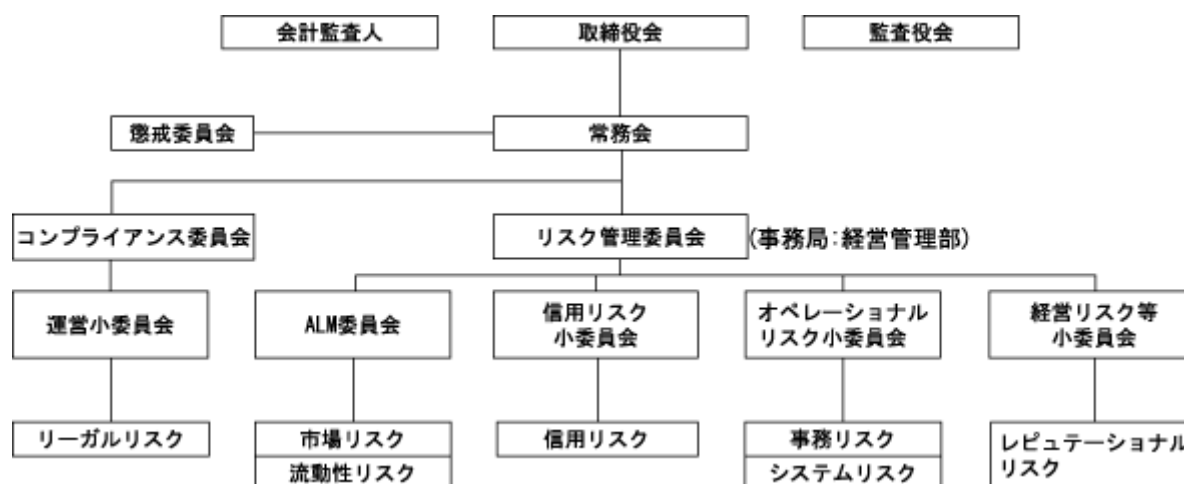 会計監査人
取締役会
監査役会
懲戒委員会
常務会
コンプライアンス委員会
リスク管理委員会
(事務局:経営管理部)
運営小委員会
ALM委員会
信用リスク
小委員会
オペレーショナル
リスク小委員会
経営リスク等
小委員会
リーガルリスク
市場リスク
流動性リスク
信用リスク
事務リスク
システムリスク
レピュテーショナル
リスク